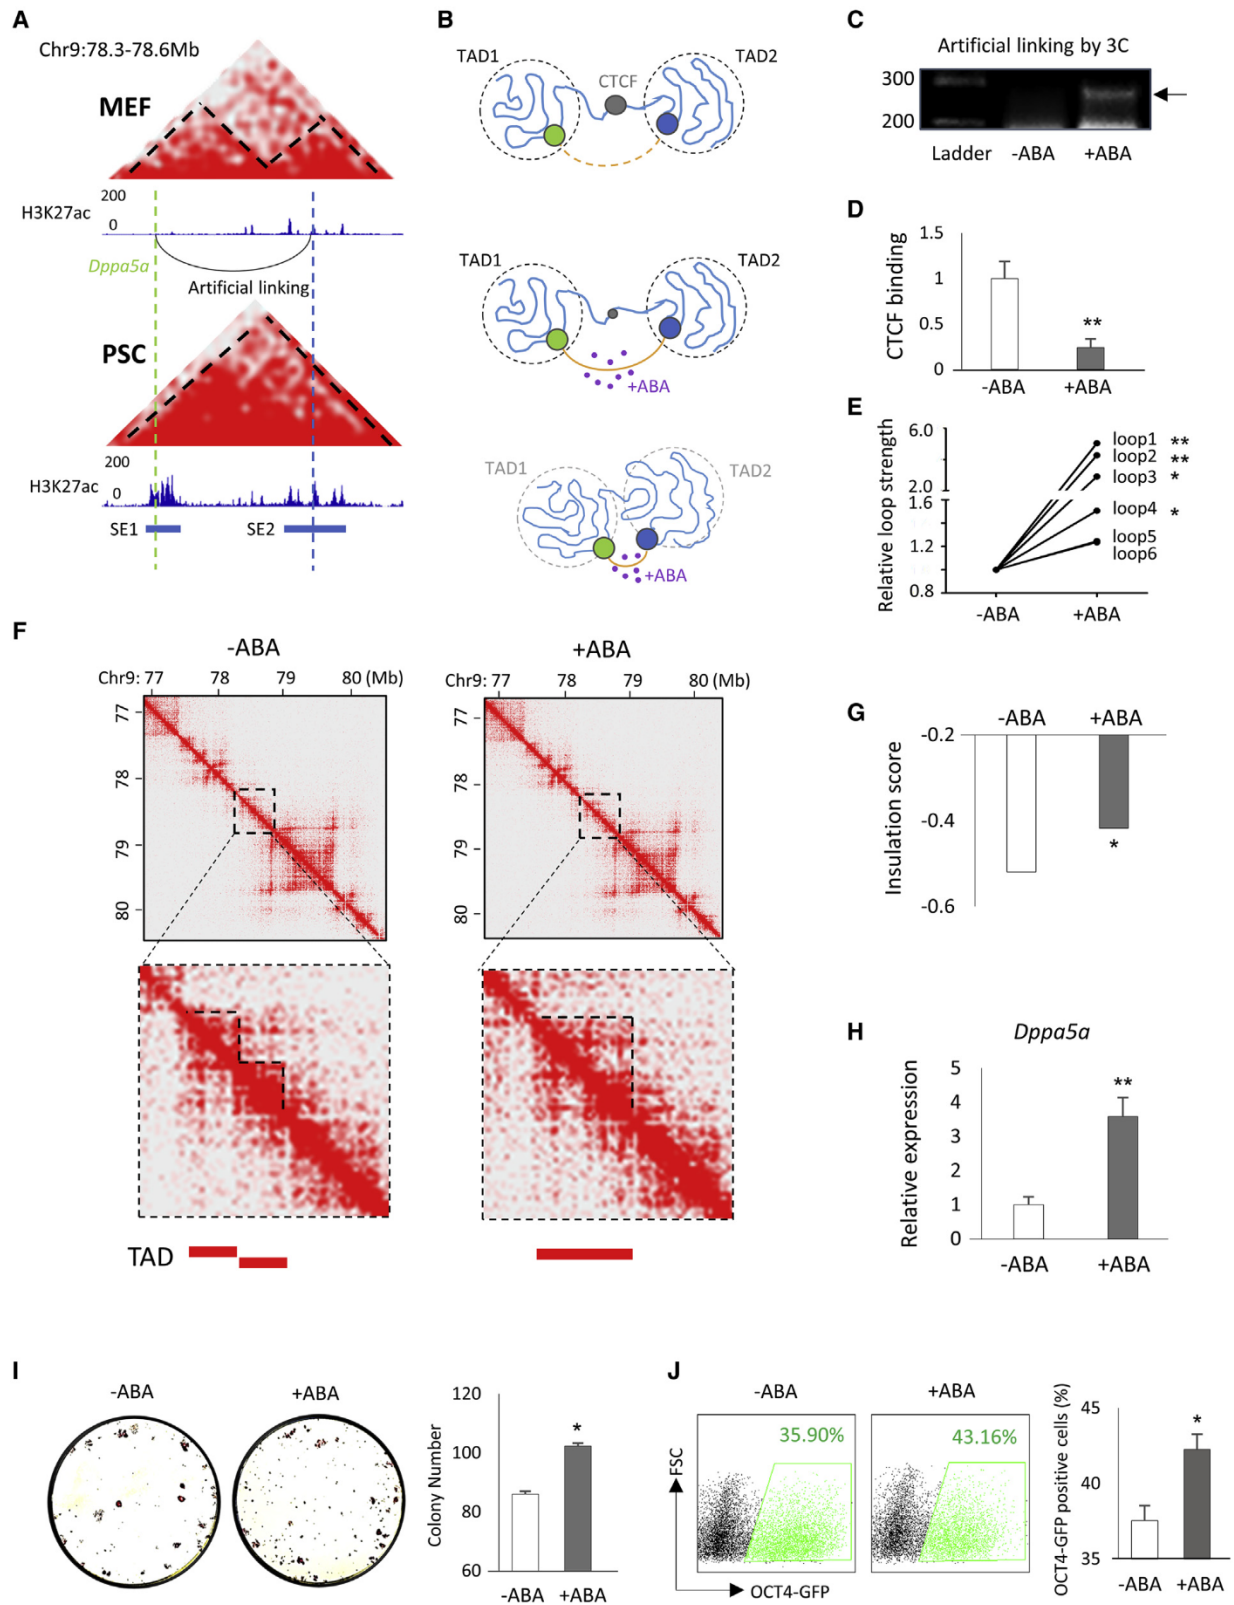 A
Chr9:78.3-78.6Mb
MEF
200
H3K27ac
0
Dppa5a
Artificial linking
PSC
200
H3K27ac
0
SE1
SE2
B
TAD1
CTCF
TAD2
TAD1
TAD2
+ABA
TAD1
TAD2
+ABA
C
Artificial linking by 3C
300
200
Ladder
-ABA
+ABA
D
CTCF binding
1.5
1
0.5
0
**
-ABA
+ABA
E
Relative loop strength
6.0
2.0
1.6
1.2
0.8
loop1 **
loop2 **
loop3 *
loop4 *
loop5
loop6
-ABA
+ABA
F
-ABA
Chr9: 77 78 79 80 (Mb)
77
78
79
80
+ABA
Chr9: 77 78 79 80 (Mb)
77
78
79
80
TAD
G
-ABA
+ABA
Insulation score
-0.2
-0.4
-0.6
*
H
Dppa5a
Relative expression
5
4
3
2
1
0
**
-ABA
+ABA
I
-ABA
+ABA
Colony Number
120
100
80
60
*
-ABA
+ABA
J
-ABA
+ABA
35.90%
43.16%
FSC
OCT4-GFP
OCT4-GFP positive cells (%)
45
40
35
*
-ABA
+ABA